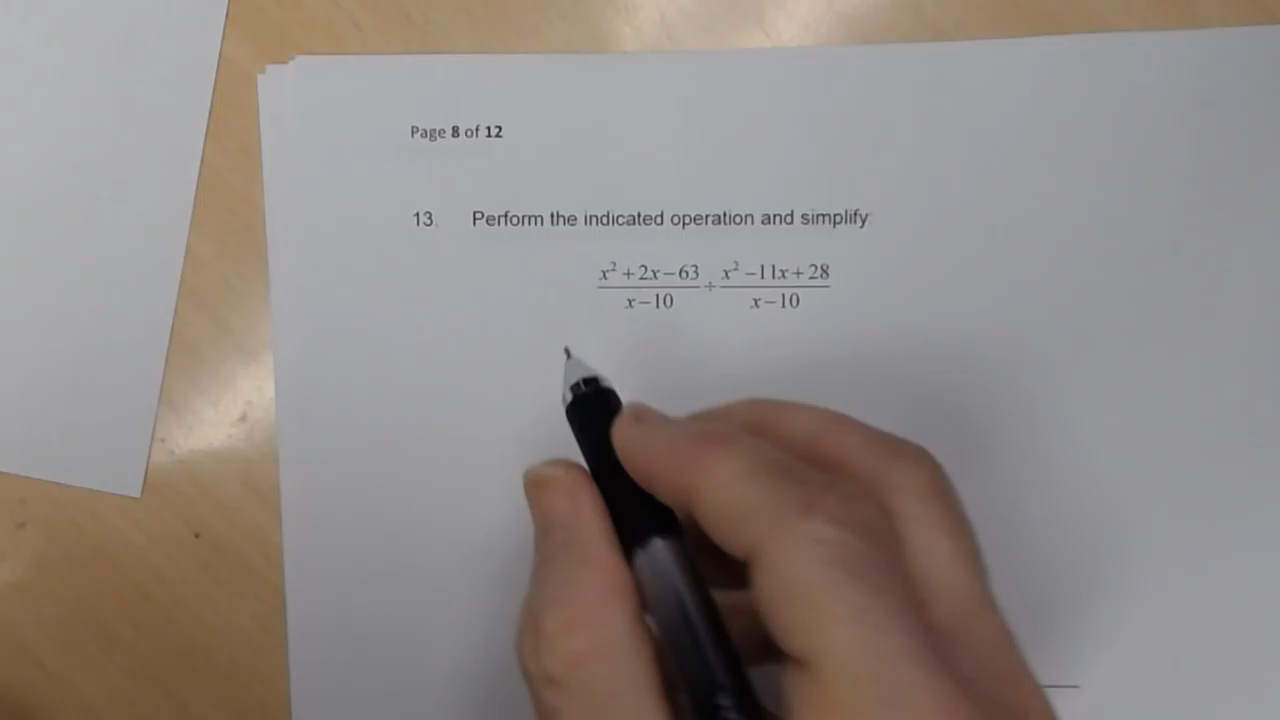 Page 8 of 12
13. Perform the indicated operation and simplify
x² + 2x − 63 / x − 10 ÷ x² − 11x + 28 / x − 10